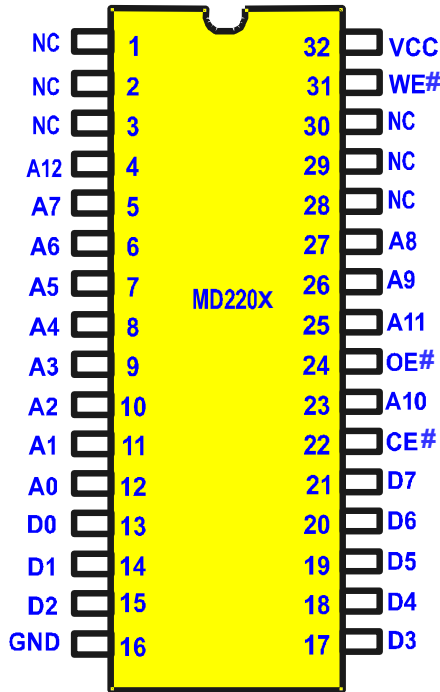 NC 1 32 VCC
NC 2 31 WE#
NC 3 30 NC
A12 4 29 NC
A7 5 28 NC
A6 6 27 A8
A5 7 26 A9
MD220X
A4 8 25 A11
A3 9 24 OE#
A2 10 23 A10
A1 11 22 CE#
A0 12 21 D7
D0 13 20 D6
D1 14 19 D5
D2 15 18 D4
GND 16 17 D3